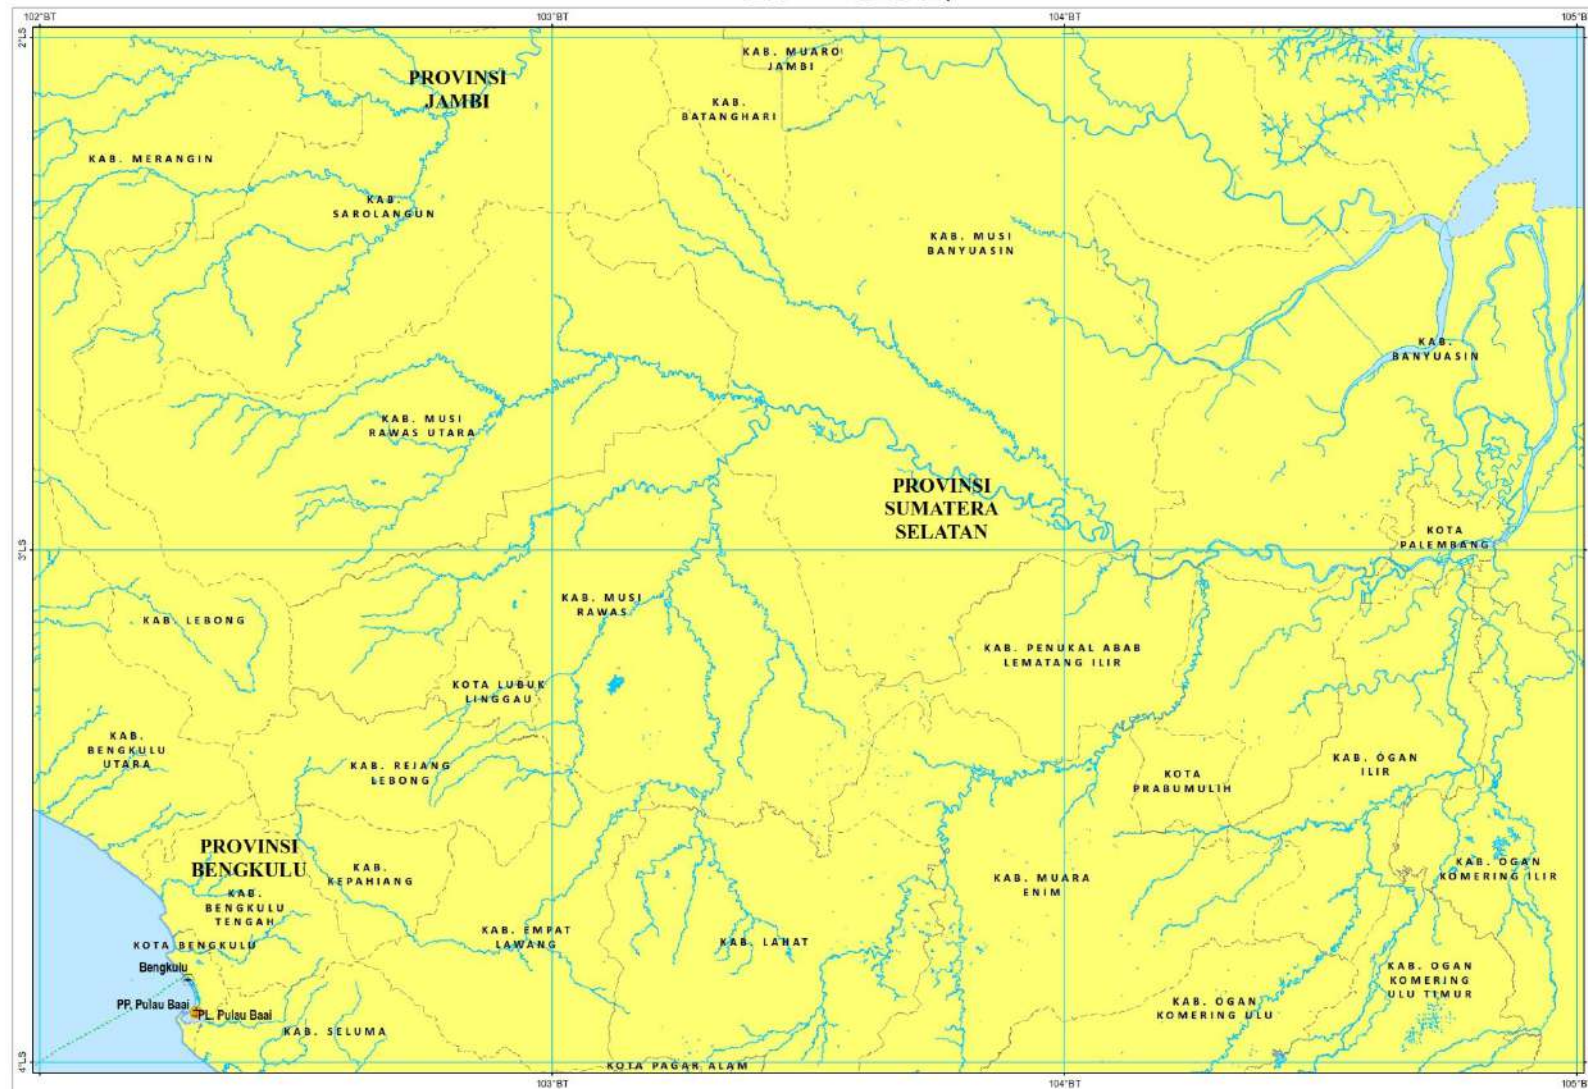 102°BT
103°BT
104°BT
105°B
2°LS
KAB. MUARO
JAMBI
PROVINSI
JAMBI
KAB.
BATANGHARI
KAB. MERANGIN
KAB.
SAROLANGUN
KAB. MUSI
BANYUASIN
KAB.
BANYUASIN
KAB. MUSI
RAWAS UTARA
PROVINSI
SUMATERA
SELATAN
KOTA
PALEMBANG
3°LS
KAB. MUSI
RAWAS
KAB. LEBONG
KAB. PENUKAL ABAB
LEMATANG ILIR
KOTA LUBUK
LINGGAU
KAB.
BENGKULU
UTARA
KAB. REJANG
LEBONG
KOTA
PRABUMULIH
KAB. OGAN
ILIR
PROVINSI
BENGKULU
KAB.
KEPAHIANG
KAB. MUARA
ENIM
KAB. OGAN
KOMERING ILIR
KAB.
BENGKULU
TENGAH
KAB. EMPAT
LAWANG
KAB. LAHAT
KOTA BENGKULU
Bengkulu
KAB. OGAN
KOMERING
ULU TIMUR
PP. Pulau Baai
PL. Pulau Baai
KAB. OGAN
KOMERING ULU
KAB. SELUMA
4°LS
KOTA PAGAR ALAM
102°BT
103°BT
104°BT
105°B